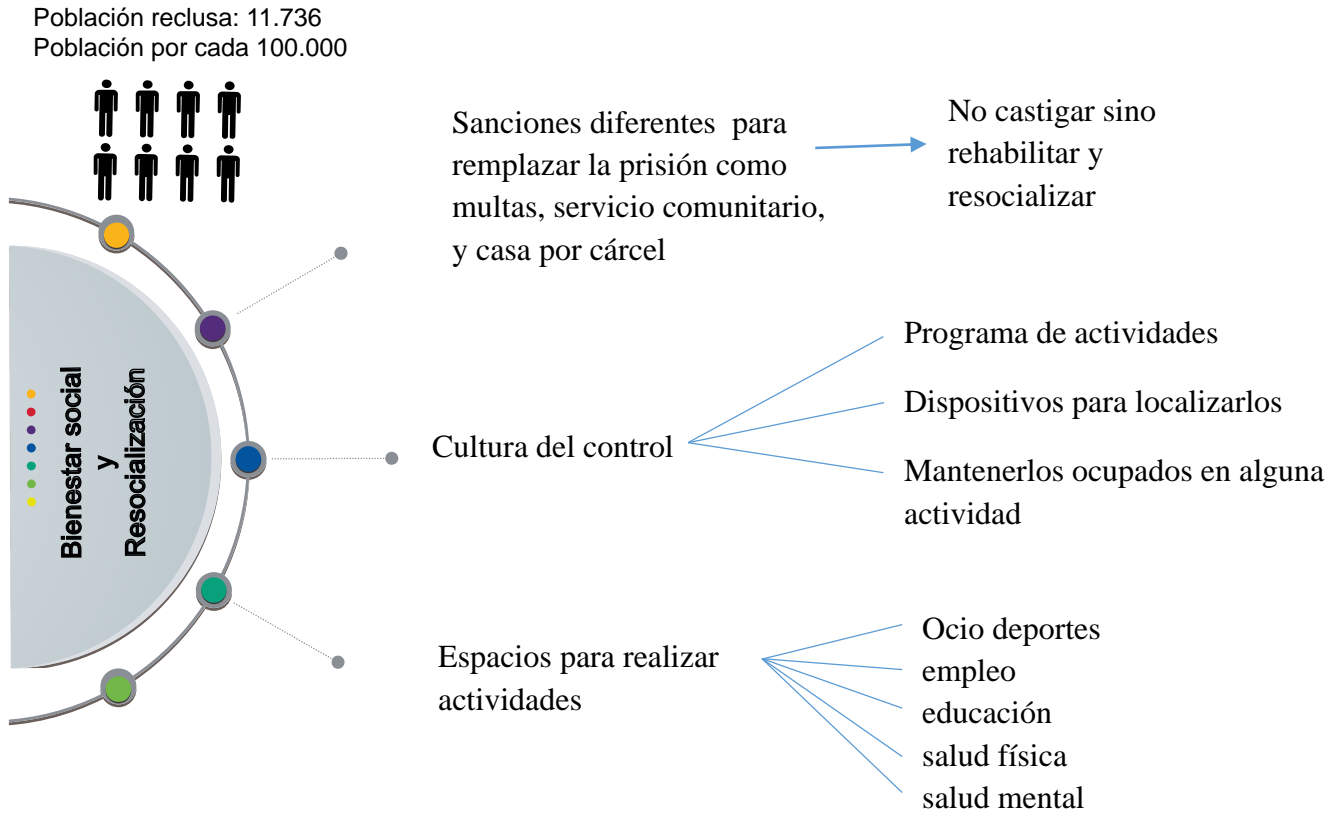 Población reclusa: 11.736
Población por cada 100.000
Bienestar social
y
Resocialización
Sanciones diferentes para
remplazar la prisión como
multas, servicio comunitario,
y casa por cárcel
No castigar sino
rehabilitar y
resocializar
Cultura del control
Programa de actividades
Dispositivos para localizarlos
Mantenerlos ocupados en alguna
actividad
Espacios para realizar
actividades
Ocio deportes
empleo
educación
salud física
salud mental